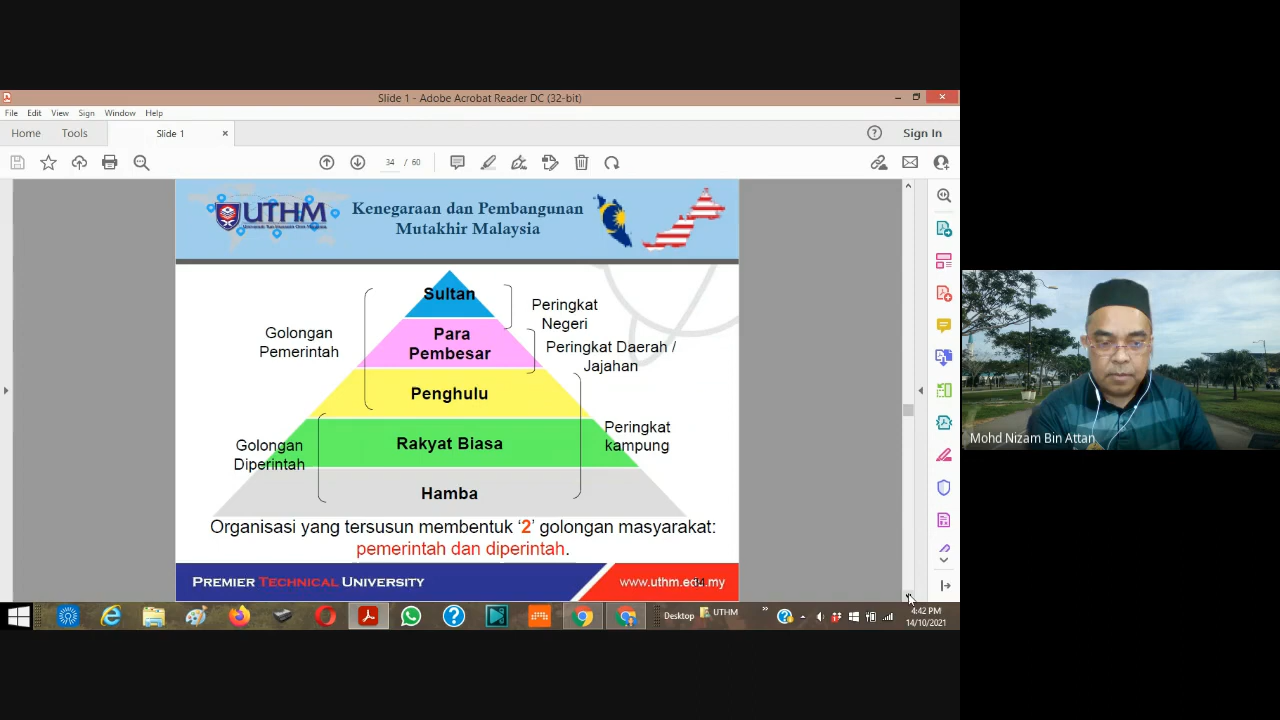 Slide 1 - Adobe Acrobat Reader DC (32-bit)
File Edit View Sign Window Help
Home Tools Slide 1 × Sign In
34 / 60
UTHM
Kenegaraan dan Pembangunan
Mutakhir Malaysia
Sultan
Peringkat
Negeri
Golongan
Pemerintah
Para
Pembesar
Peringkat Daerah /
Jajahan
Penghulu
Peringkat
kampung
Golongan
Diperintah
Rakyat Biasa
Hamba
Organisasi yang tersusun membentuk ‘2’ golongan masyarakat:
pemerintah dan diperintah.
PREMIER TECHNICAL UNIVERSITY
www.uthm.edu.my
Mohd Nizam Bin Attan
Desktop UTHM
4:42 PM
14/10/2021